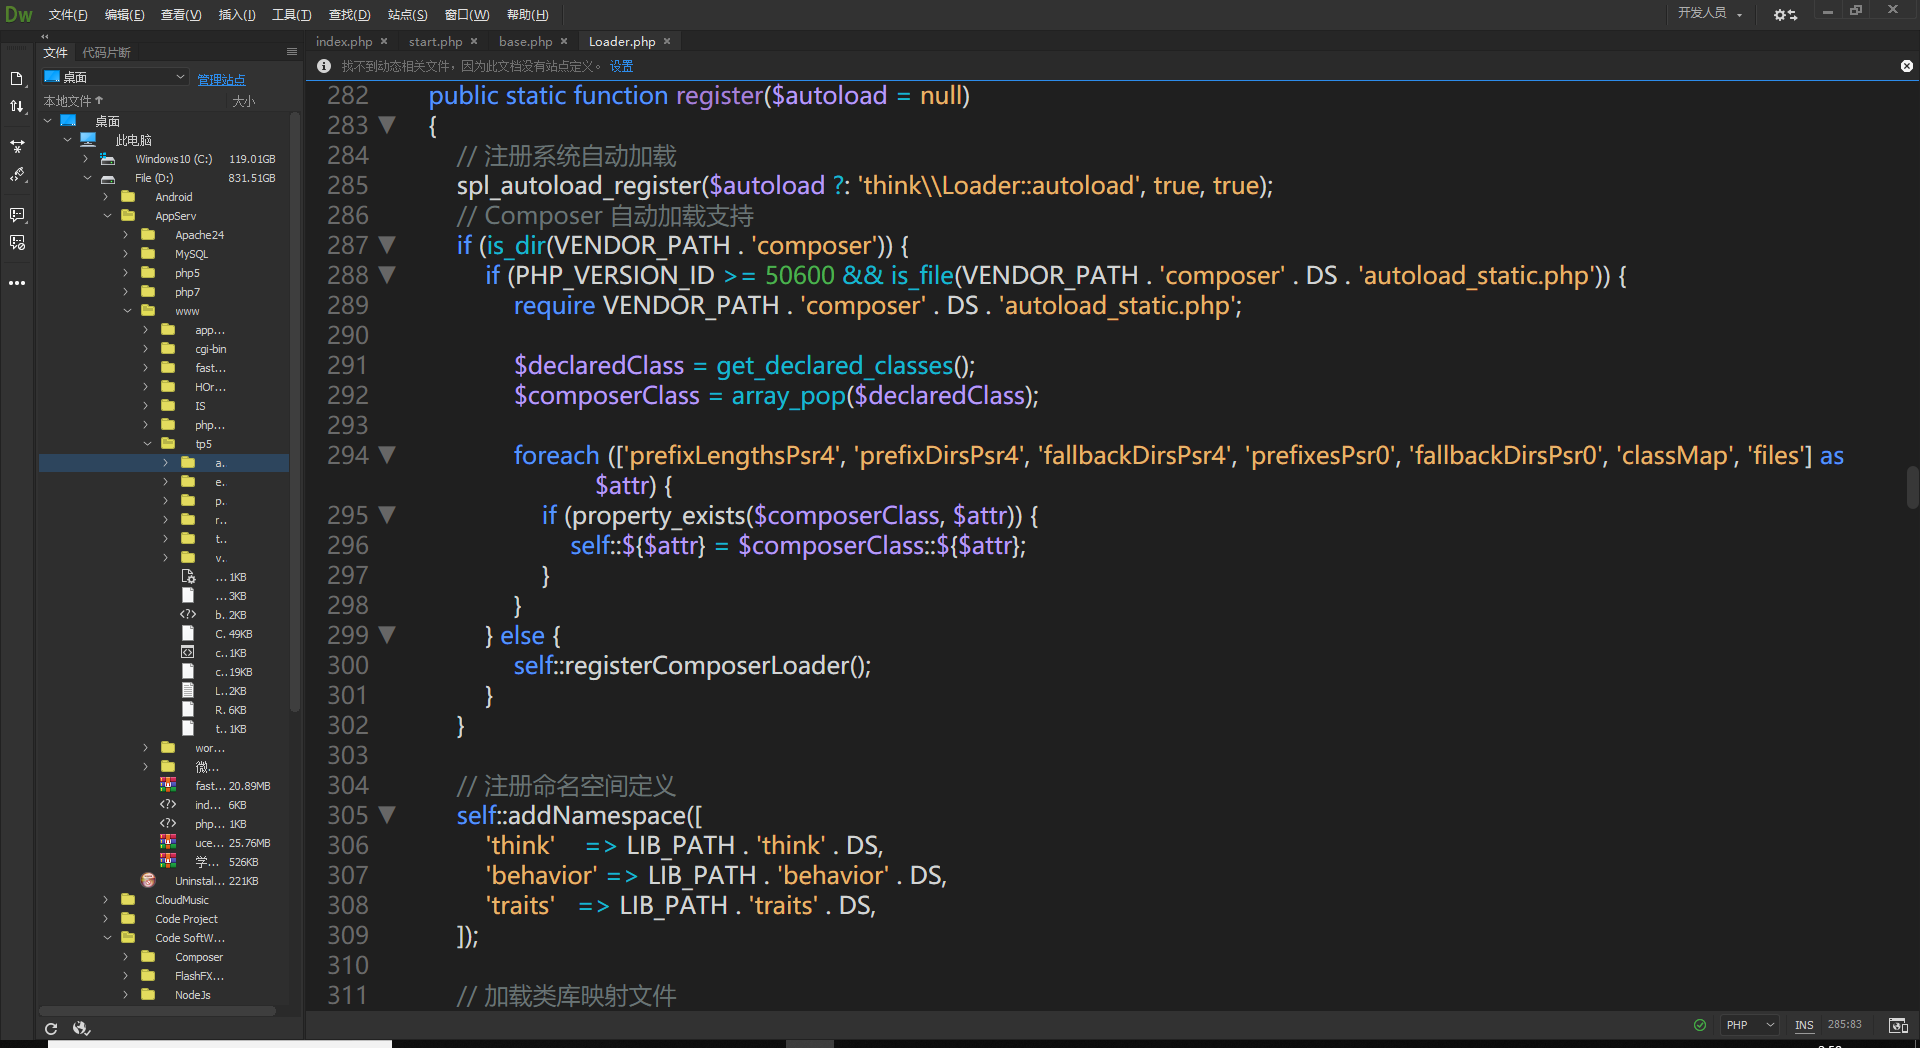 Dw 文件(F) 编辑(E) 查看(V) 插入(I) 工具(T) 查找(D) 站点(S) 窗口(W) 帮助(H) 开发人员
文件 代码片断
桌面 管理站点
本地文件 大小
桌面
此电脑
Windows10 (C:) 119.01GB
File (D:) 831.51GB
Android
AppServ
Apache24
MySQL
php5
php7
www
app...
cgi-bin
fast...
HOr...
IS
php...
tp5
a..
e..
p..
r..
t..
v..
... 1KB
... 3KB
b.. 2KB
C. 49KB
c... 1KB
c... 19KB
L... 2KB
R. 6KB
t... 1KB
wor...
微...
fast... 20.89MB
ind... 6KB
php... 1KB
uce... 25.76MB
学... 526KB
Uninstal... 221KB
CloudMusic
Code Project
Code SoftW...
Composer
FlashFX...
NodeJs
index.php start.php base.php Loader.php
找不到动态相关文件，因为此文档没有站点定义。 设置
282 public static function register($autoload = null)
283 {
284 // 注册系统自动加载
285 spl_autoload_register($autoload ?: 'think\\Loader::autoload', true, true);
286 // Composer 自动加载支持
287 if (is_dir(VENDOR_PATH . 'composer')) {
288 if (PHP_VERSION_ID >= 50600 && is_file(VENDOR_PATH . 'composer' . DS . 'autoload_static.php')) {
289 require VENDOR_PATH . 'composer' . DS . 'autoload_static.php';
290
291 $declaredClass = get_declared_classes();
292 $composerClass = array_pop($declaredClass);
293
294 foreach (['prefixLengthsPsr4', 'prefixDirsPsr4', 'fallbackDirsPsr4', 'prefixesPsr0', 'fallbackDirsPsr0', 'classMap', 'files'] as
$attr) {
295 if (property_exists($composerClass, $attr)) {
296 self::${$attr} = $composerClass::${$attr};
297 }
298 }
299 } else {
300 self::registerComposerLoader();
301 }
302 }
303
304 // 注册命名空间定义
305 self::addNamespace([
306 'think' => LIB_PATH . 'think' . DS,
307 'behavior' => LIB_PATH . 'behavior' . DS,
308 'traits' => LIB_PATH . 'traits' . DS,
309 ]);
310
311 // 加载类库映射文件
PHP INS 285:83